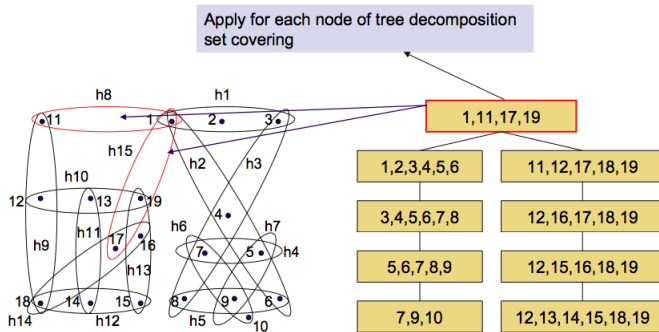 Apply for each node of tree decomposition
set covering
h8
h1
11
1
2
3
1,11,17,19
h15
h2
h3
h10
1,2,3,4,5,6
11,12,17,18,19
12
13
19
4
h11
17
16
h6
h7
3,4,5,6,7,8
12,16,17,18,19
h9
h13
7
5
h4
5,6,7,8,9
12,15,16,18,19
18
14
15
8
9
6
h14
h12
h5
10
7,9,10
12,13,14,15,18,19